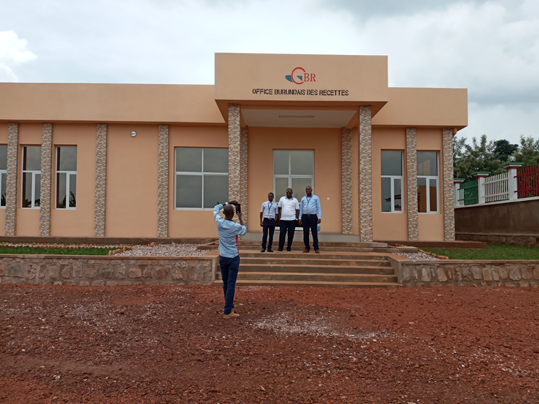 OBR
OFFICE BURUNDAIS DES RECETTES